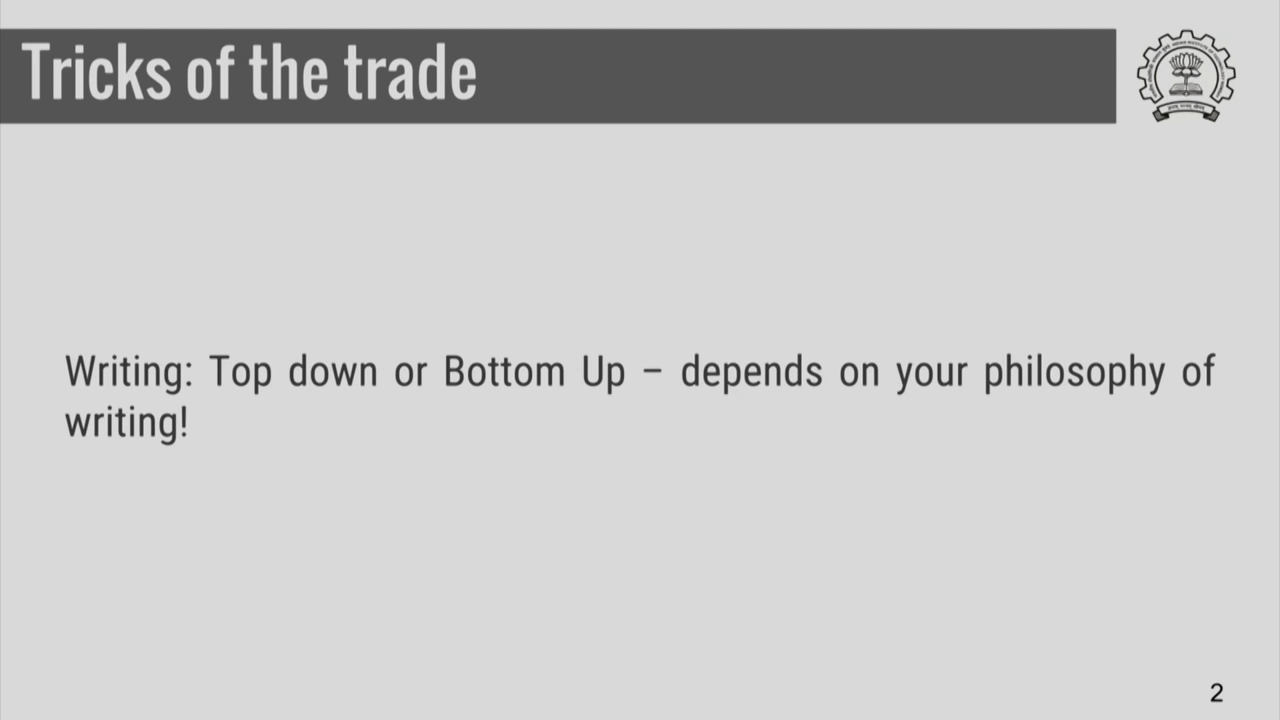 Tricks of the trade
Writing: Top down or Bottom Up – depends on your philosophy of
writing!
2